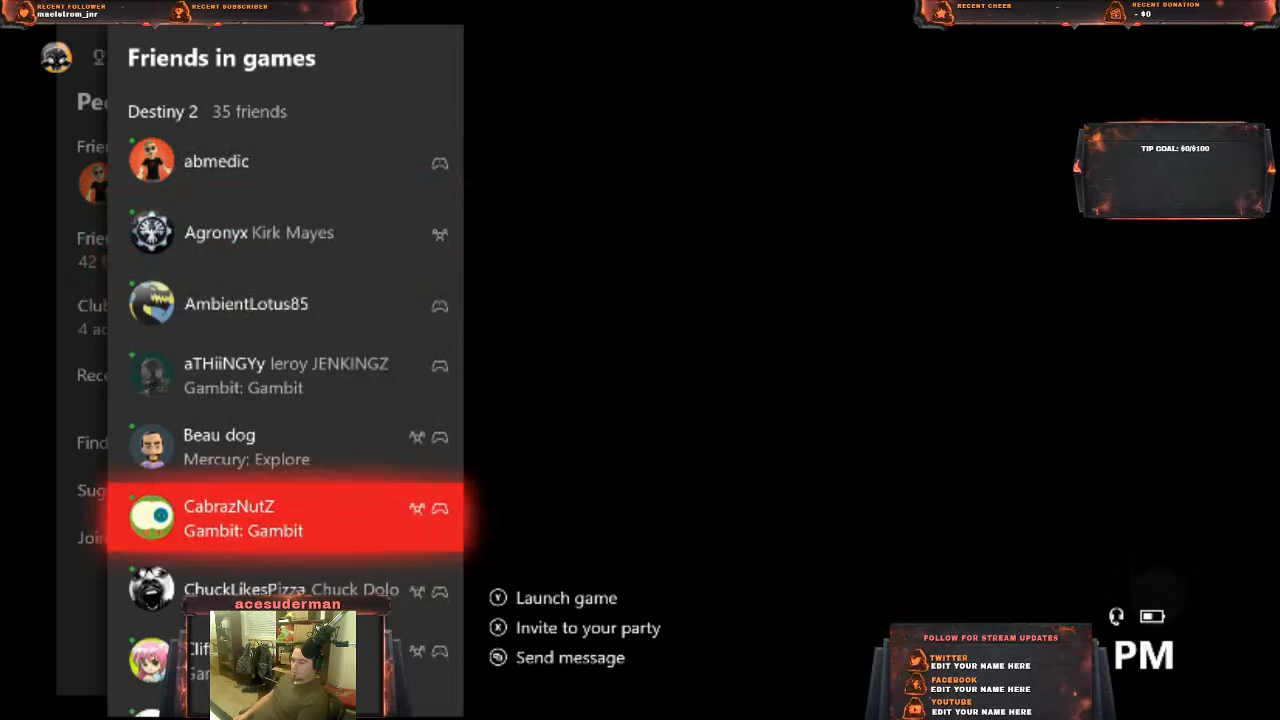 RECENT FOLLOWER
maelstrom_jnr
RECENT SUBSCRIBER
RECENT CHEER
RECENT DONATION
- $0
Friends in games
Destiny 2 35 friends
abmedic
Agronyx Kirk Mayes
AmbientLotus85
aTHiiNGYy leroy JENKINGZ
Gambit: Gambit
Beau dog
Mercury: Explore
CabrazNutZ
Gambit: Gambit
ChuckLikesPizza Chuck Dolo
acesuderman
TIP GOAL: $0/$100
Y Launch game
X Invite to your party
Send message
PM
FOLLOW FOR STREAM UPDATES
TWITTER
EDIT YOUR NAME HERE
FACEBOOK
EDIT YOUR NAME HERE
YOUTUBE
EDIT YOUR NAME HERE
42
4